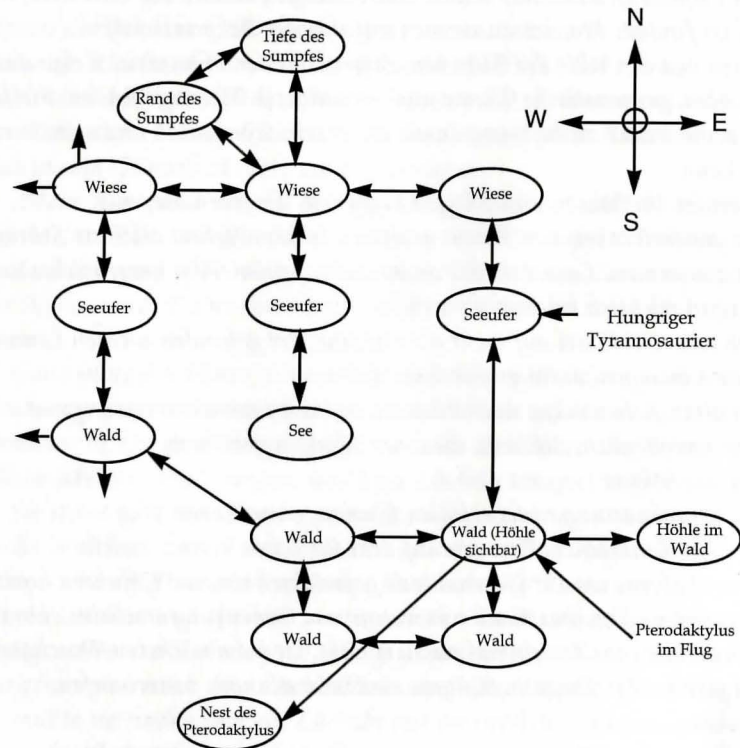 Tiefe des
Sumpfes
N
Rand des
Sumpfes
W
E
S
Wiese
Wiese
Wiese
Seeufer
Seeufer
Seeufer
Hungriger
Tyrannosaurier
Wald
See
Wald
Wald (Höhle
sichtbar)
Höhle im
Wald
Wald
Wald
Pterodaktylus
im Flug
Nest des
Pterodaktylus